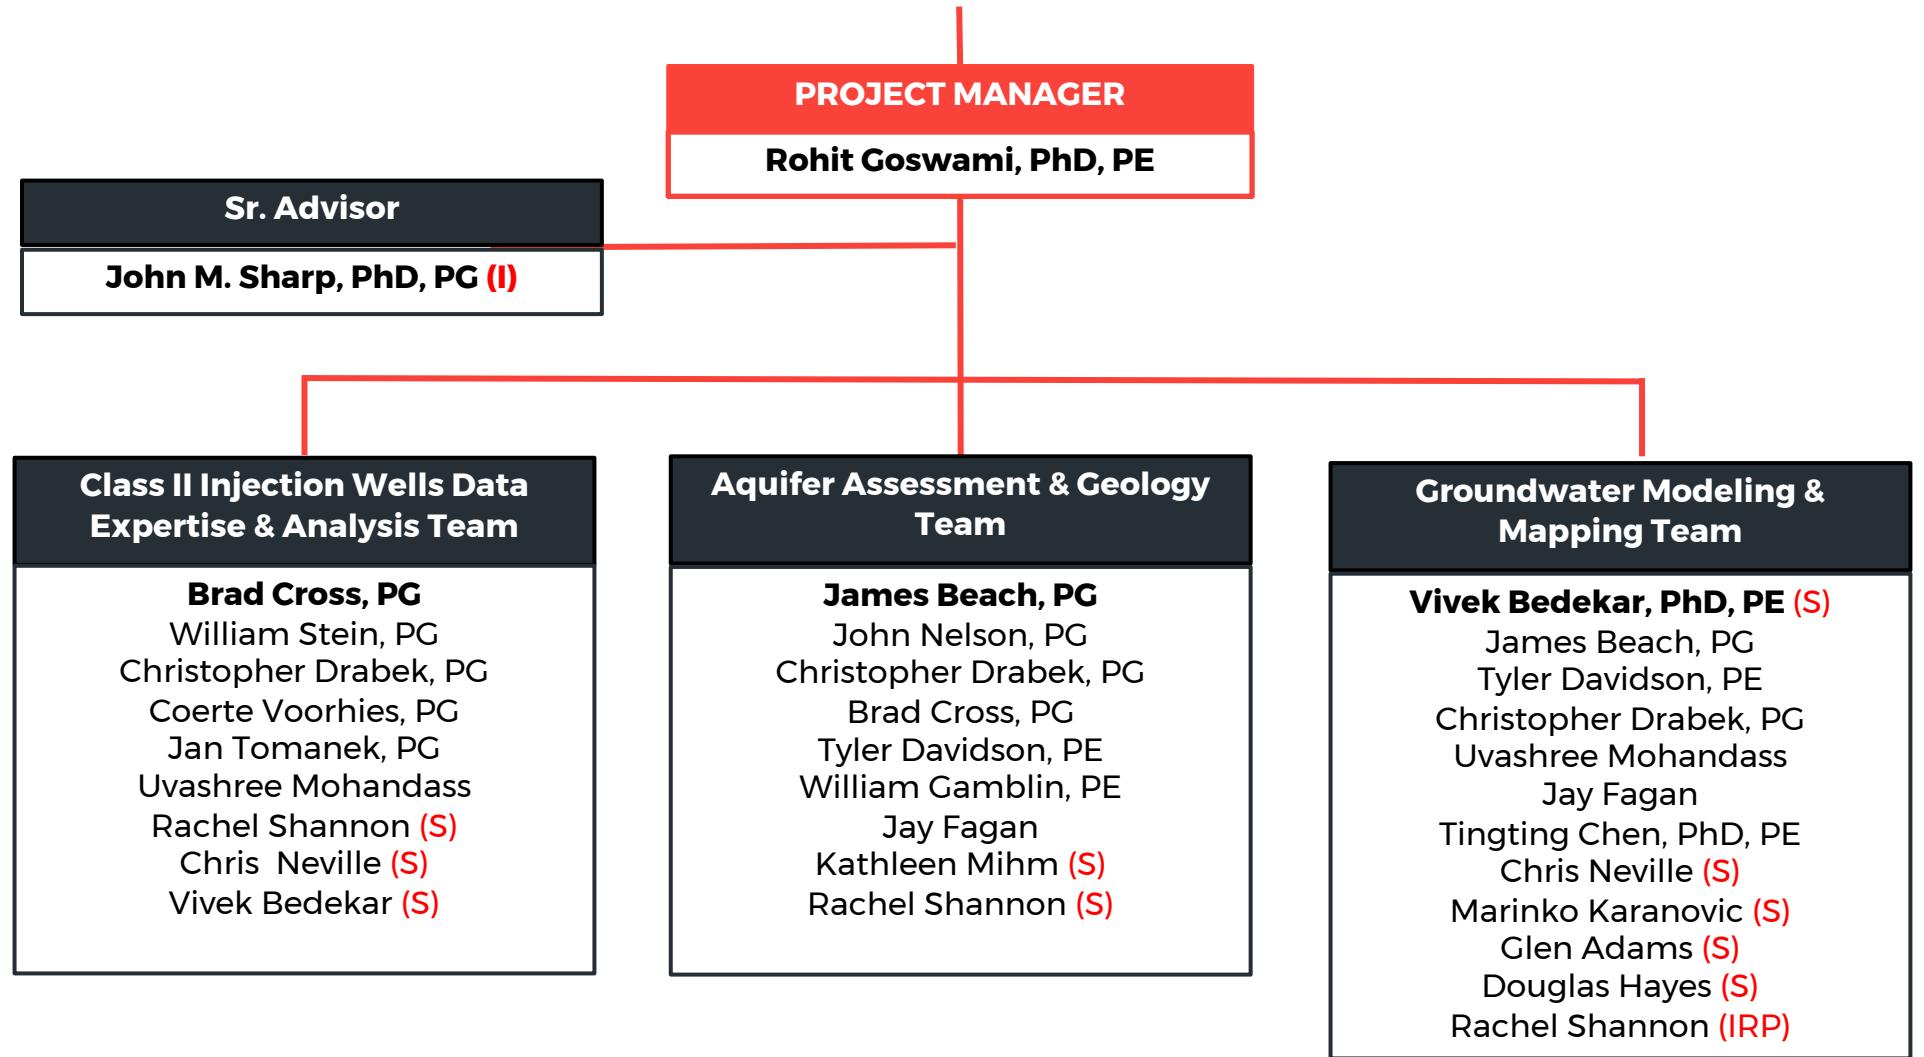 PROJECT MANAGER
Rohit Goswami, PhD, PE
Sr. Advisor
John M. Sharp, PhD, PG (I)
Class II Injection Wells Data
Expertise & Analysis Team
Brad Cross, PG
William Stein, PG
Christopher Drabek, PG
Coerte Voorhies, PG
Jan Tomanek, PG
Uvashree Mohandass
Rachel Shannon (S)
Chris  Neville (S)
Vivek Bedekar (S)
Aquifer Assessment & Geology
Team
James Beach, PG
John Nelson, PG
Christopher Drabek, PG
Brad Cross, PG
Tyler Davidson, PE
William Gamblin, PE
Jay Fagan
Kathleen Mihm (S)
Rachel Shannon (S)
Groundwater Modeling &
Mapping Team
Vivek Bedekar, PhD, PE (S)
James Beach, PG
Tyler Davidson, PE
Christopher Drabek, PG
Uvashree Mohandass
Jay Fagan
Tingting Chen, PhD, PE
Chris Neville (S)
Marinko Karanovic (S)
Glen Adams (S)
Douglas Hayes (S)
Rachel Shannon (IRP)